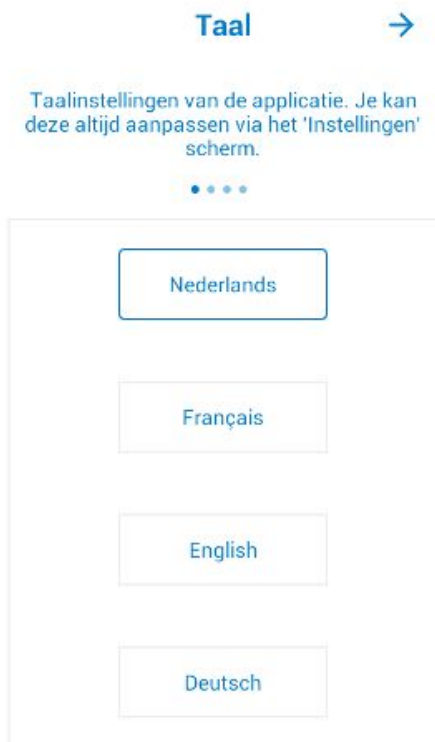 Taal
Taalinstellingen van de applicatie. Je kan
deze altijd aanpassen via het 'Instellingen'
scherm.
Nederlands
Français
English
Deutsch